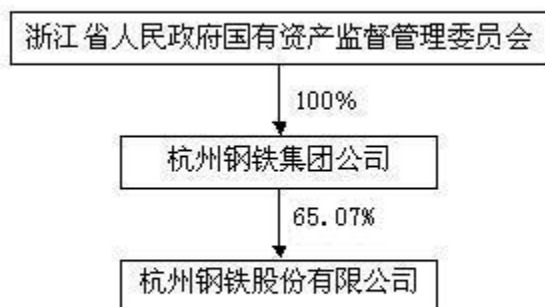 浙江省人民政府国有资产监督管理委员会
100%
杭州钢铁集团公司
65.07%
杭州钢铁股份有限公司